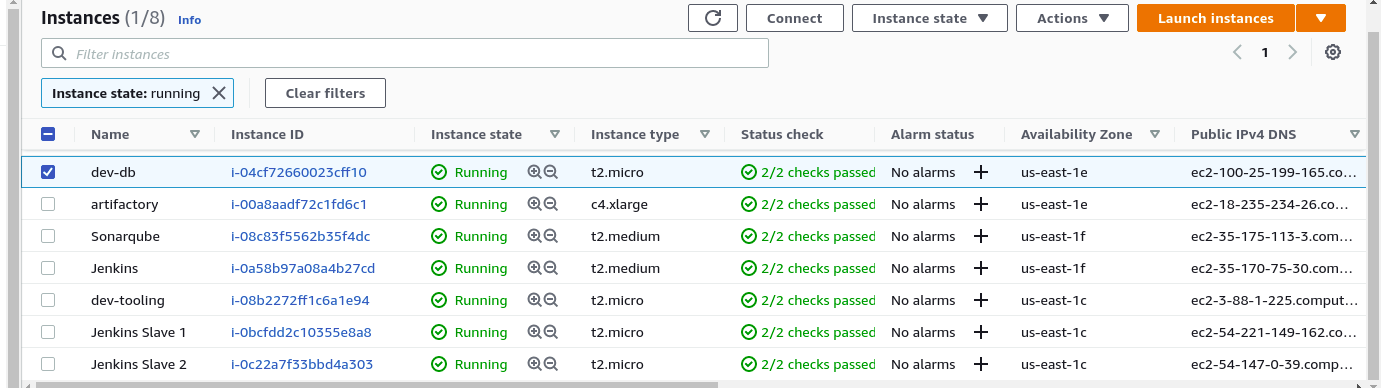 Instances (1/8) Info Connect Instance state Actions Launch instances
Filter instances 1
Instance state: running Clear filters
Name Instance ID Instance state Instance type Status check Alarm status Availability Zone Public IPv4 DNS
dev-db i-04cf72660023cff10 Running t2.micro 2/2 checks passed No alarms us-east-1e ec2-100-25-199-165.co...
artifactory i-00a8aadf72c1fd6c1 Running c4.xlarge 2/2 checks passed No alarms us-east-1e ec2-18-235-234-26.co...
Sonarqube i-08c83f5562b35f4dc Running t2.medium 2/2 checks passed No alarms us-east-1f ec2-35-175-113-3.com...
Jenkins i-0a58b97a08a4b27cd Running t2.medium 2/2 checks passed No alarms us-east-1f ec2-35-170-75-30.com...
dev-tooling i-08b2272ff1c6a1e94 Running t2.micro 2/2 checks passed No alarms us-east-1c ec2-3-88-1-225.comput...
Jenkins Slave 1 i-0bcfdd2c10355e8a8 Running t2.micro 2/2 checks passed No alarms us-east-1c ec2-54-221-149-162.co...
Jenkins Slave 2 i-0c22a7f33bbd4a303 Running t2.micro 2/2 checks passed No alarms us-east-1c ec2-54-147-0-39.comp...